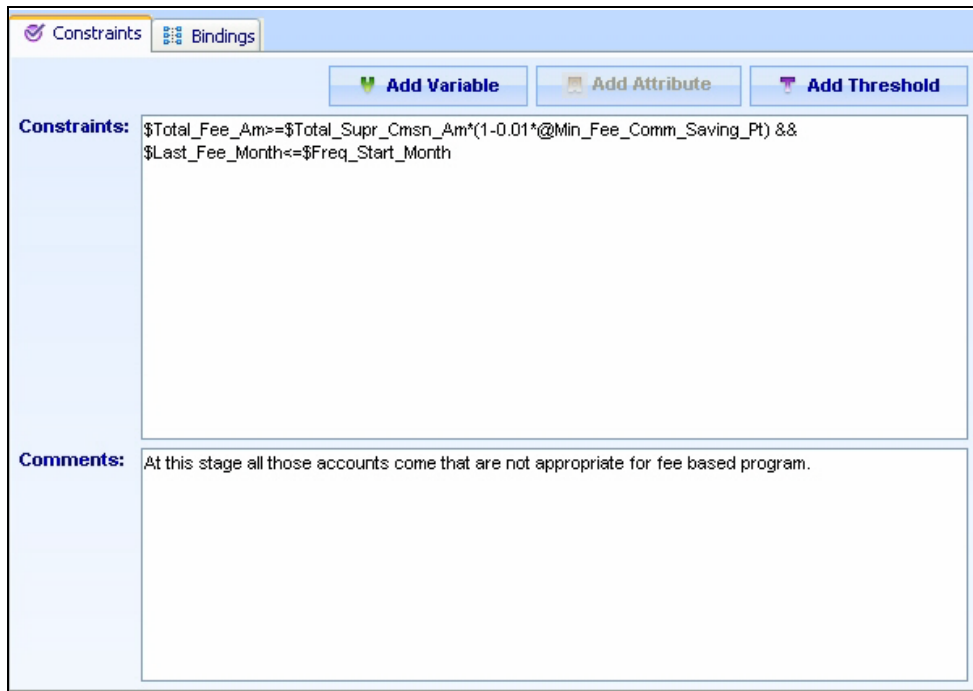 Constraints Bindings
Add Variable Add Attribute Add Threshold
Constraints: $Total_Fee_Am>=$Total_Supr_Cmsn_Am*(1-0.01*@Min_Fee_Comm_Saving_Pt) &&
$Last_Fee_Month<=$Freq_Start_Month
Comments: At this stage all those accounts come that are not appropriate for fee based program.